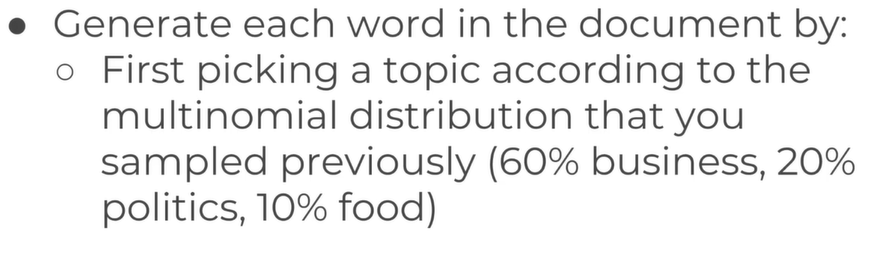 ● Generate each word in the document by:
○ First picking a topic according to the
multinomial distribution that you
sampled previously (60% business, 20%
politics, 10% food)